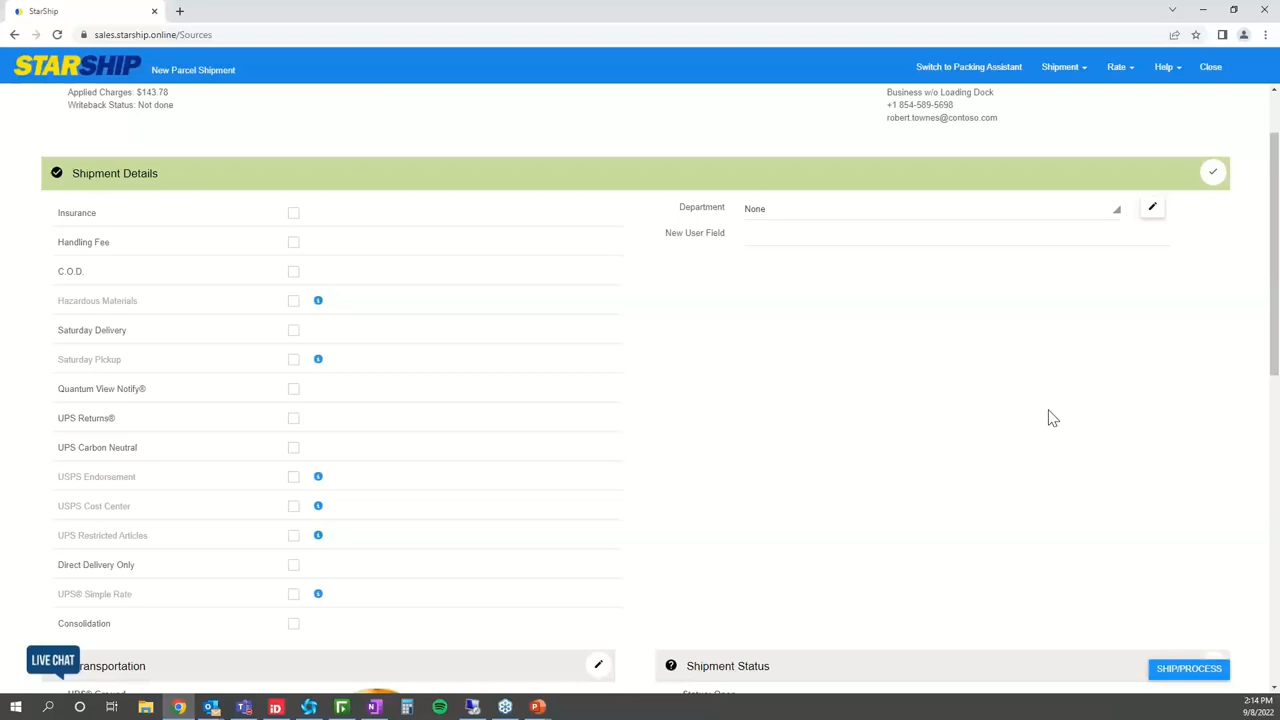 StarShip
sales.starship.online/Sources
STARSHIP
New Parcel Shipment
Switch to Packing Assistant
Shipment
Rate
Help
Close
Applied Charges: $143.78
Writeback Status: Not done
Business w/o Loading Dock
+1 854-589-5698
robert.townes@contoso.com
Shipment Details
Insurance
Handling Fee
C.O.D.
Hazardous Materials
Saturday Delivery
Saturday Pickup
Quantum View Notify®
UPS Returns®
UPS Carbon Neutral
USPS Endorsement
USPS Cost Center
UPS Restricted Articles
Direct Delivery Only
UPS® Simple Rate
Consolidation
Department
None
New User Field
LIVE CHAT
ransportation
Shipment Status
SHIP/PROCESS
UPS® Ground
Status: Open
2:14 PM
9/8/2022